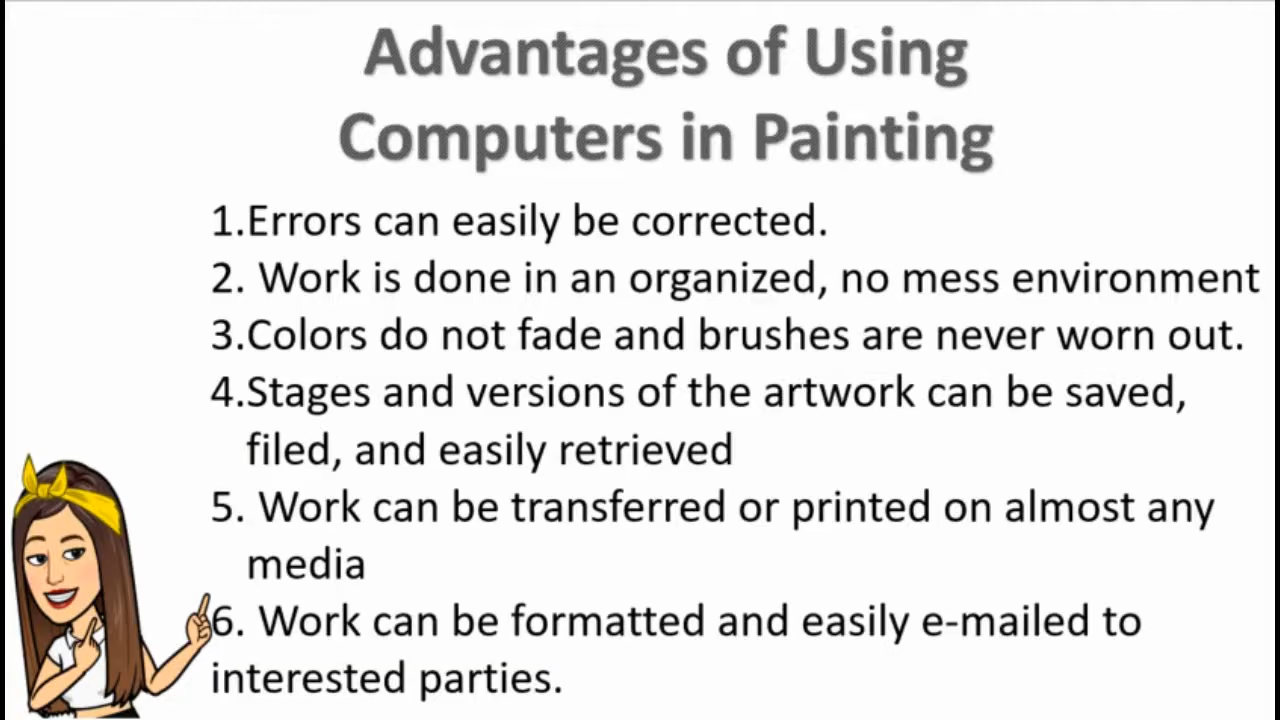 Advantages of Using
Computers in Painting
1.Errors can easily be corrected.
2. Work is done in an organized, no mess environment
3.Colors do not fade and brushes are never worn out.
4.Stages and versions of the artwork can be saved,
filed, and easily retrieved
5. Work can be transferred or printed on almost any
media
6. Work can be formatted and easily e-mailed to
interested parties.